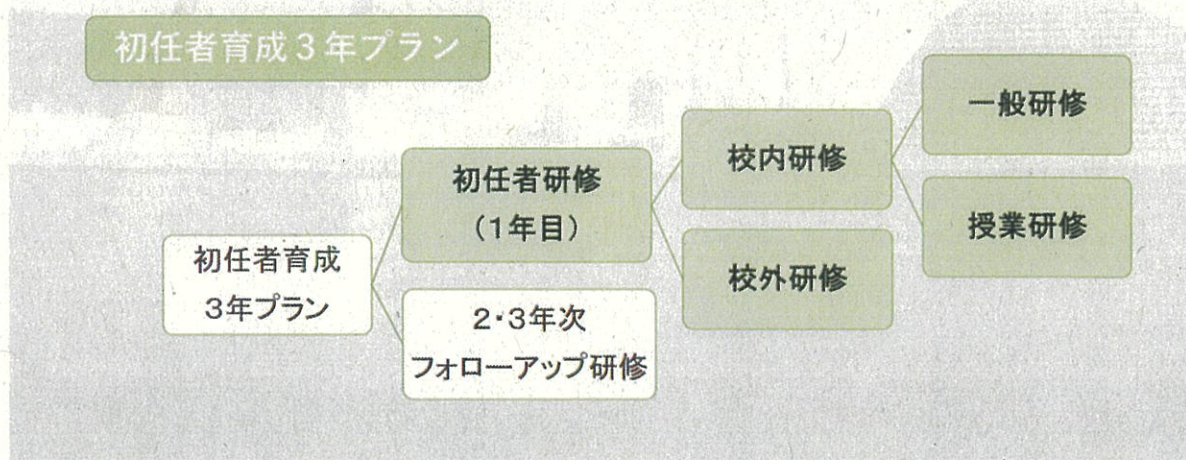 初任者育成３年プラン
初任者育成
３年プラン
初任者研修
（１年目）
２・３年次
フォローアップ研修
校内研修
校外研修
一般研修
授業研修